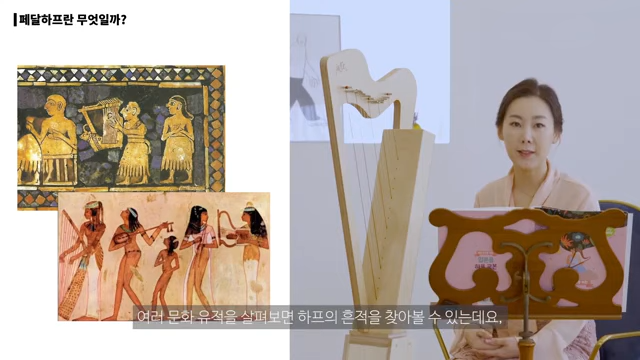 페달하프란 무엇일까?
여러 문화 유적을 살펴보면 하프의 흔적을 찾아볼 수 있는데요,